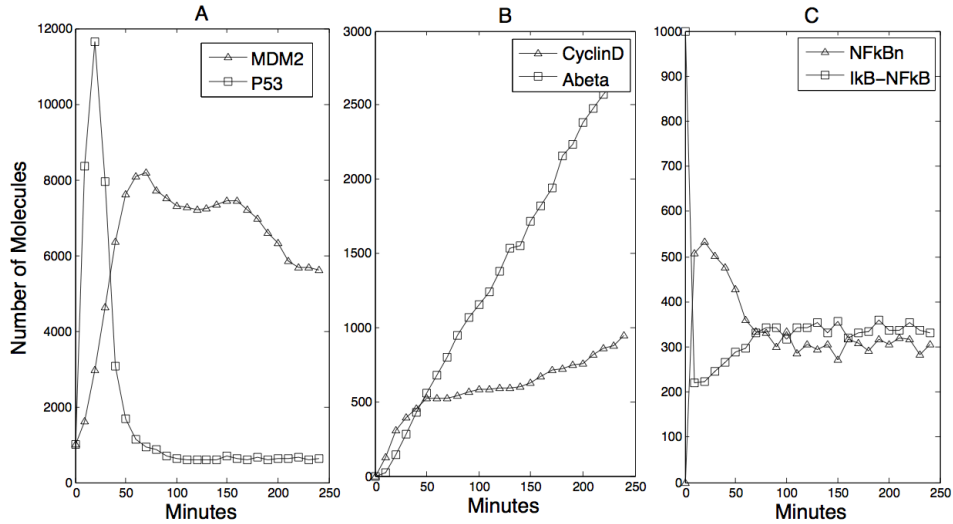 A
MDM2
P53
Number of Molecules
12000
10000
8000
6000
4000
2000
0
0 50 100 150 200 250
Minutes
B
CyclinD
Abeta
3000
2500
2000
1500
1000
500
0
0 50 100 150 200 250
Minutes
C
NFkBn
IkB-NFkB
1000
900
800
700
600
500
400
300
200
100
0
0 50 100 150 200 250
Minutes